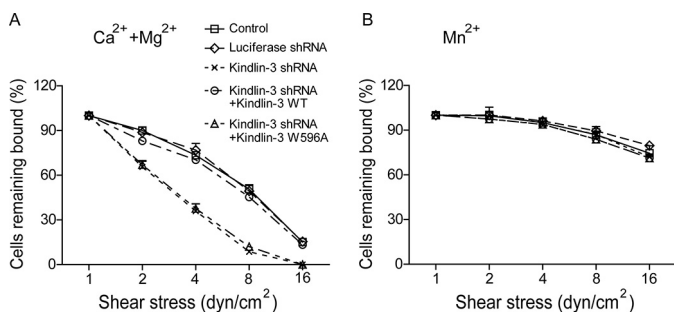 A
Ca2+ +Mg2+
Control
Luciferase shRNA
Kindlin-3 shRNA
Kindlin-3 shRNA
+Kindlin-3 WT
Kindlin-3 shRNA
+Kindlin-3 W596A
Cells remaining bound (%)
120
90
60
30
0
1 2 4 8 16
Shear stress (dyn/cm2)
B
Mn2+
Cells remaining bound (%)
120
90
60
30
0
1 2 4 8 16
Shear stress (dyn/cm2)